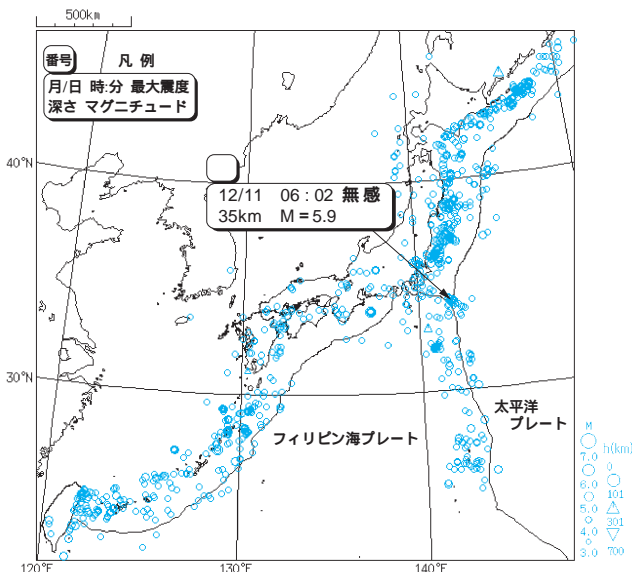 500km
番号
凡 例
月/日 時:分 最大震度
深さ マグニチュード
40°N
12/11 06：02 無感
35km M＝5.9
30°N
太平洋
プレート
フィリピン海プレート
M
7.0
6.0
5.0
4.0
3.0
h(km)
0
101
301
700
120°E
130°E
140°E